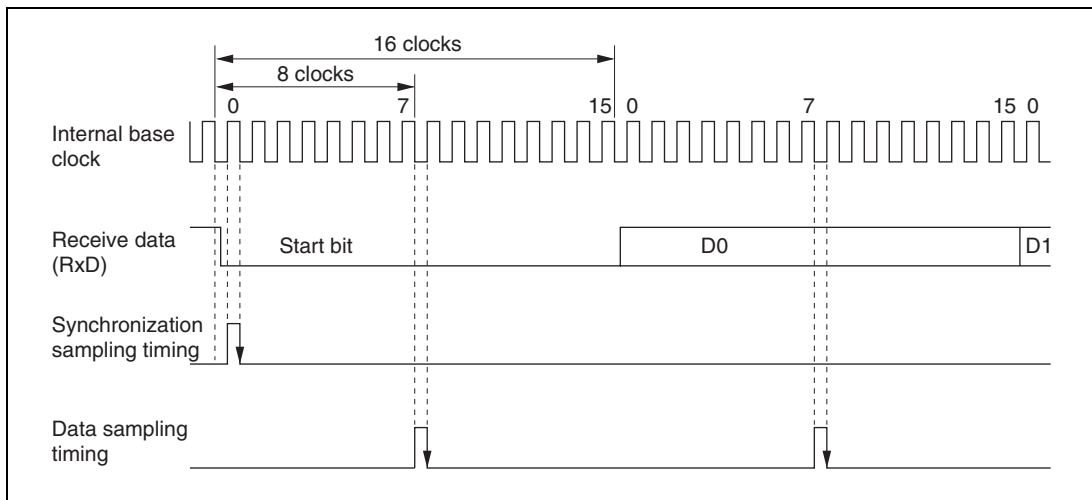 16 clocks
8 clocks
0 7 15 0 7 15 0
Internal base
clock
Receive data
(RxD)
Start bit
D0
D1
Synchronization
sampling timing
Data sampling
timing